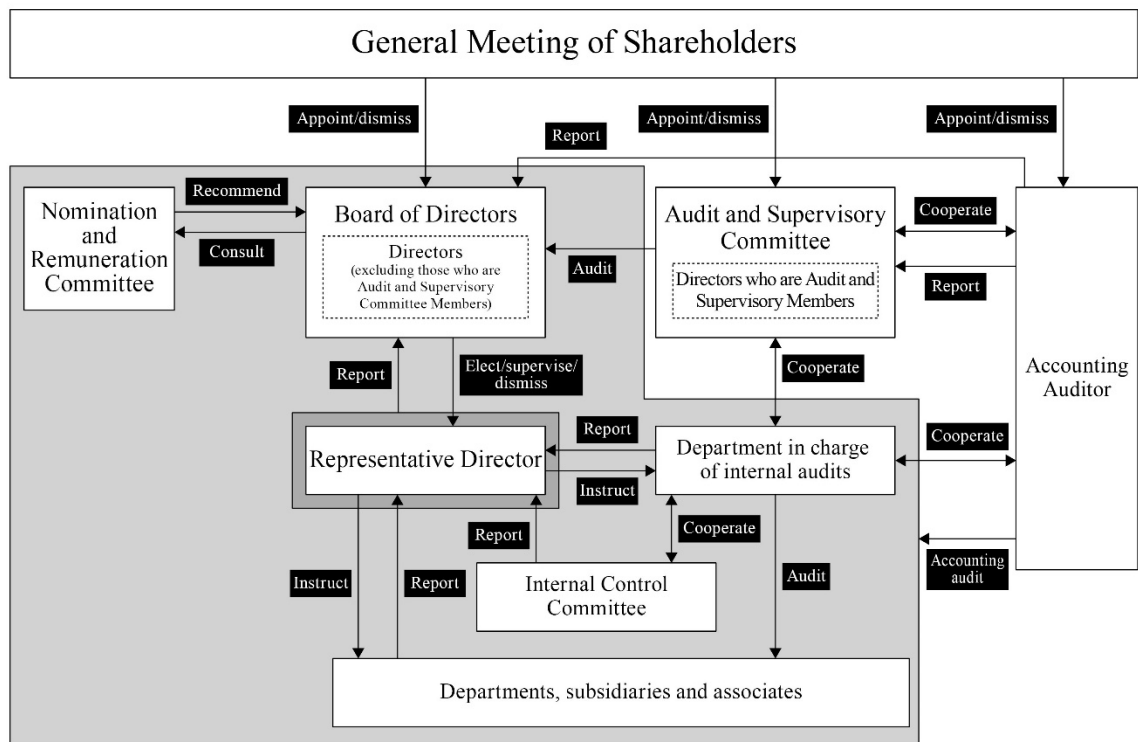 General Meeting of Shareholders
Appoint/dismiss
Appoint/dismiss
Appoint/dismiss
Report
Nomination
and
Remuneration
Committee
Recommend
Consult
Board of Directors
Directors
(excluding those who are
Audit and Supervisory
Committee Members)
Audit
Audit and Supervisory
Committee
Directors who are Audit and
Supervisory Members
Cooperate
Report
Accounting
Auditor
Report
Elect/supervise/
dismiss
Cooperate
Representative Director
Report
Instruct
Department in charge
of internal audits
Cooperate
Instruct
Report
Report
Cooperate
Internal Control
Committee
Audit
Accounting
audit
Departments, subsidiaries and associates